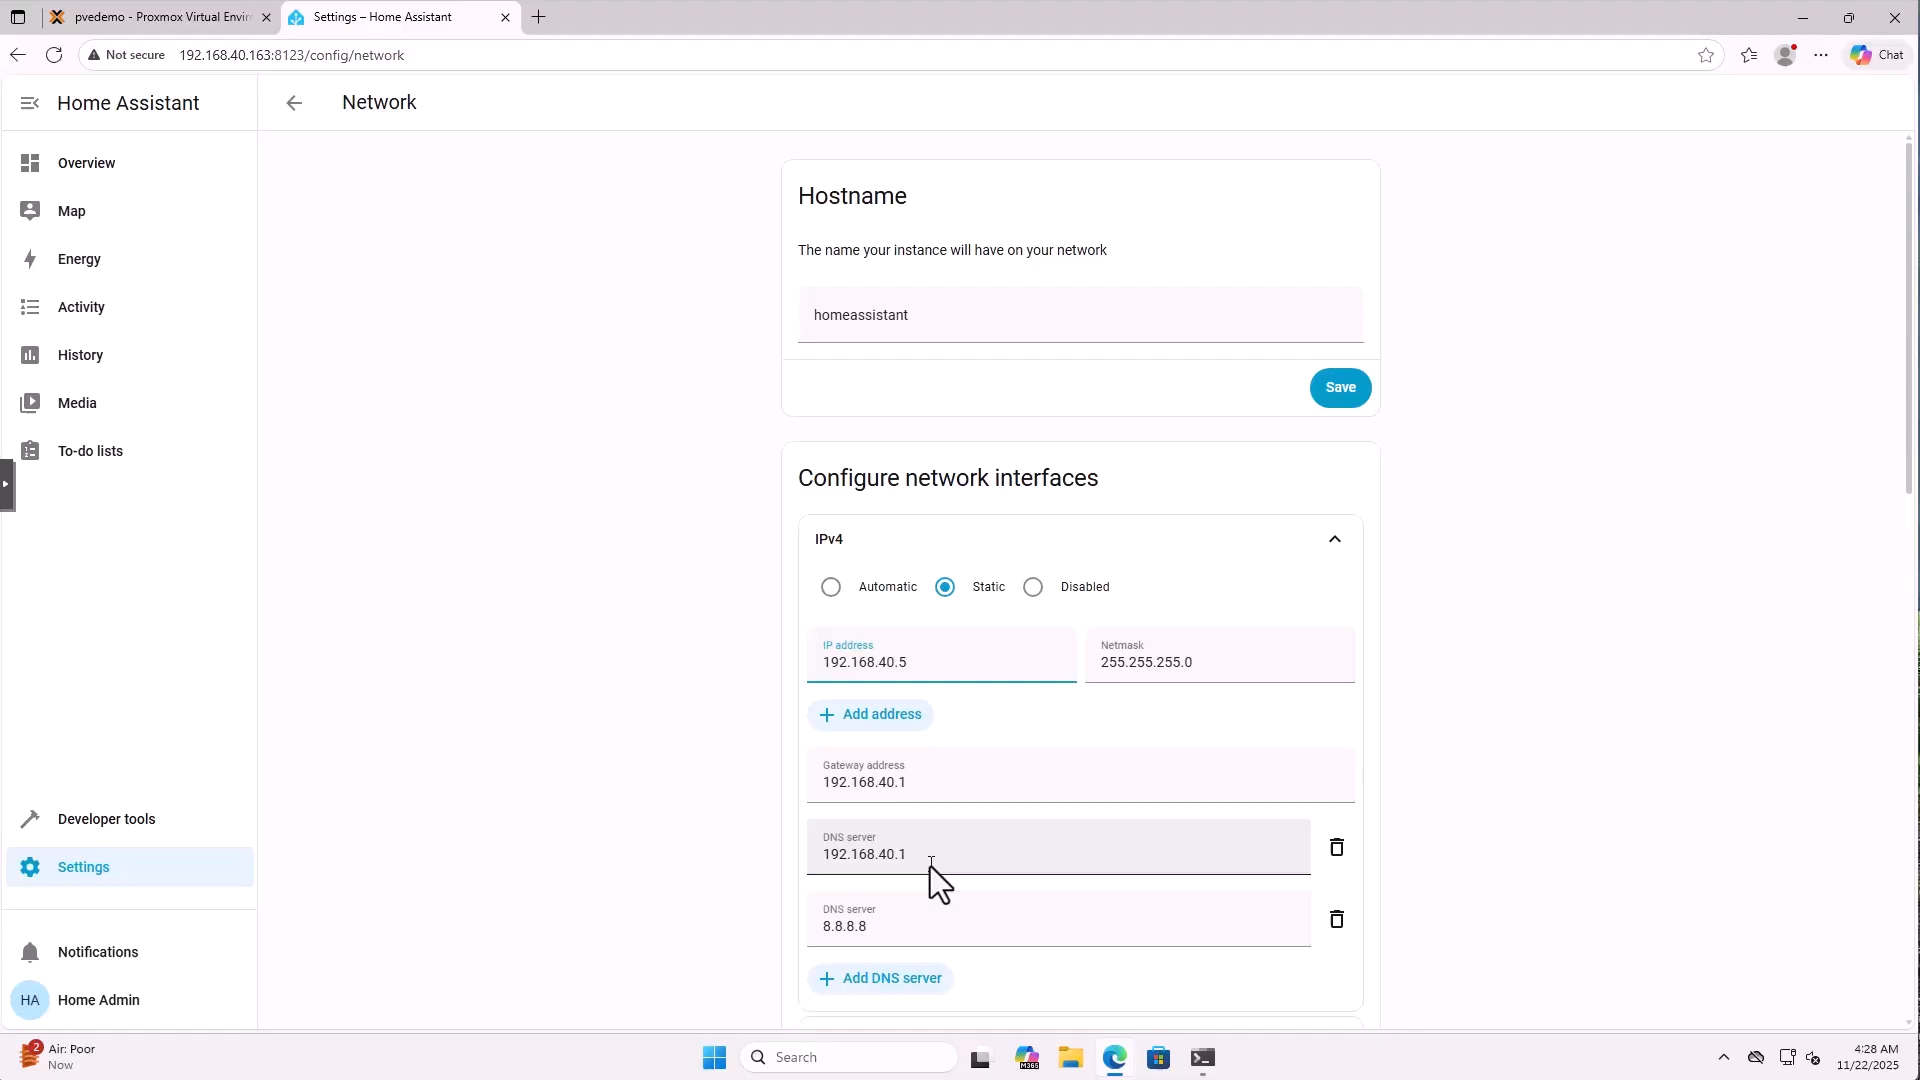 pvedemo - Proxmox Virtual Envir
Settings – Home Assistant
Not secure
192.168.40.163:8123/config/network
Chat
Home Assistant
Network
Overview
Map
Energy
Activity
History
Media
To-do lists
Developer tools
Settings
Notifications
HA
Home Admin
Hostname
The name your instance will have on your network
homeassistant
Save
Configure network interfaces
IPv4
Automatic
Static
Disabled
IP address
192.168.40.5
Netmask
255.255.255.0
Add address
Gateway address
192.168.40.1
DNS server
192.168.40.1
DNS server
8.8.8.8
Add DNS server
2
Air: Poor
Now
Search
M365
4:28 AM
11/22/2025